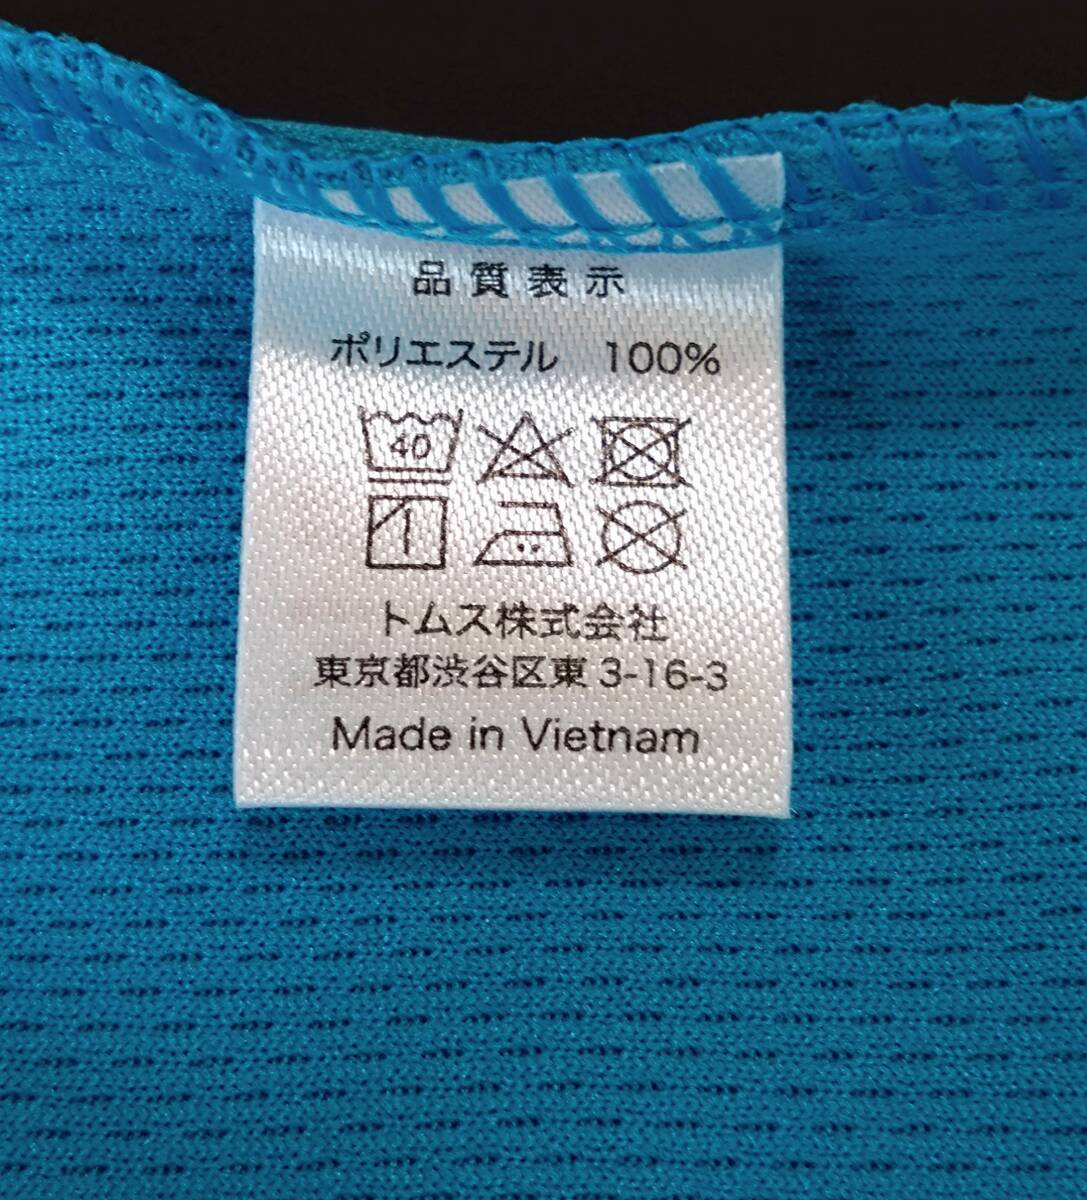 品質表示
ポリエステル 100%
40
トムス株式会社
東京都渋谷区東 3-16-3
Made in Vietnam